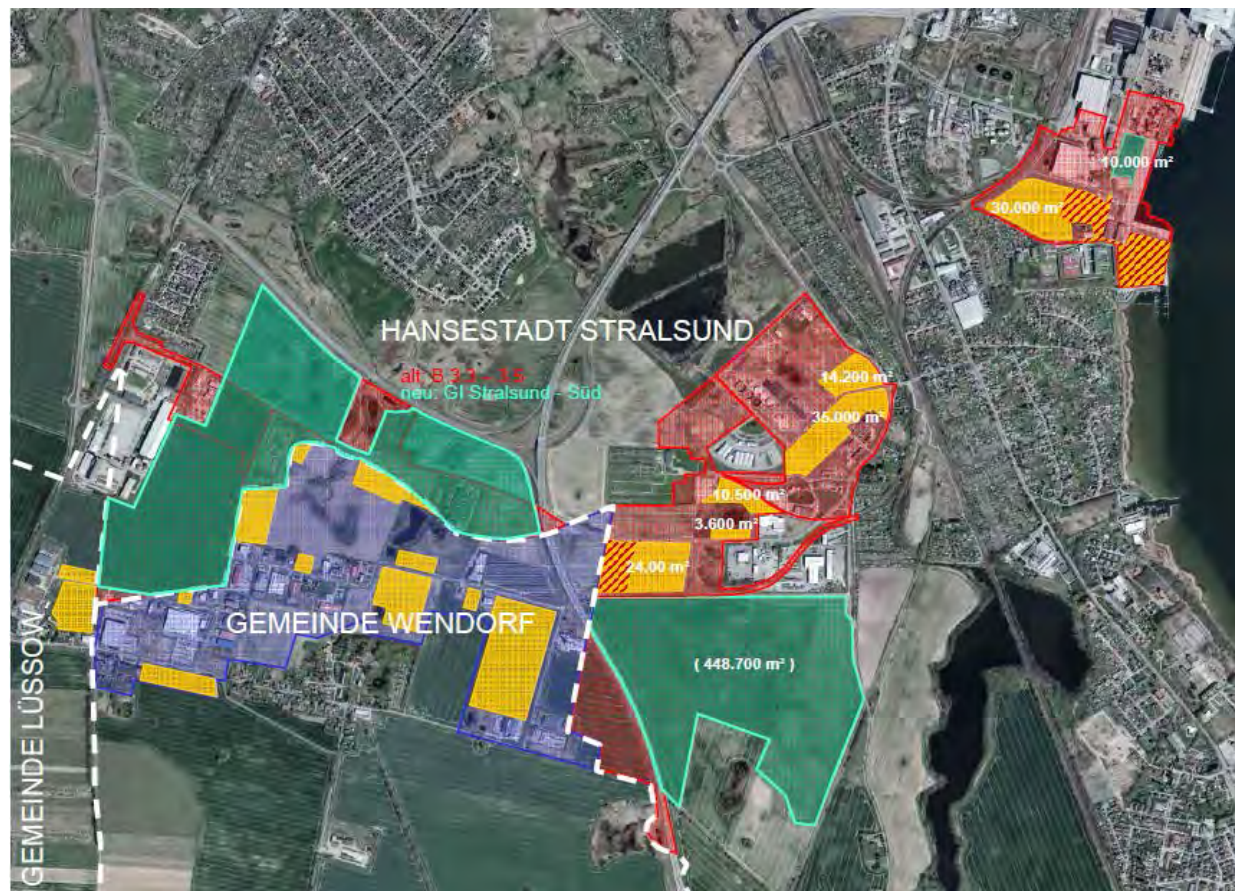 10.000 m²
30.000 m²
HANSESTADT STRALSUND
alt: B 3.3 – 3.5
neu: GI Stralsund - Süd
14.200 m²
35.000 m²
10.500 m²
3.600 m²
24.00 m²
GEMEINDE WENDORF
( 448.700 m² )
GEMEINDE LÜSSOW